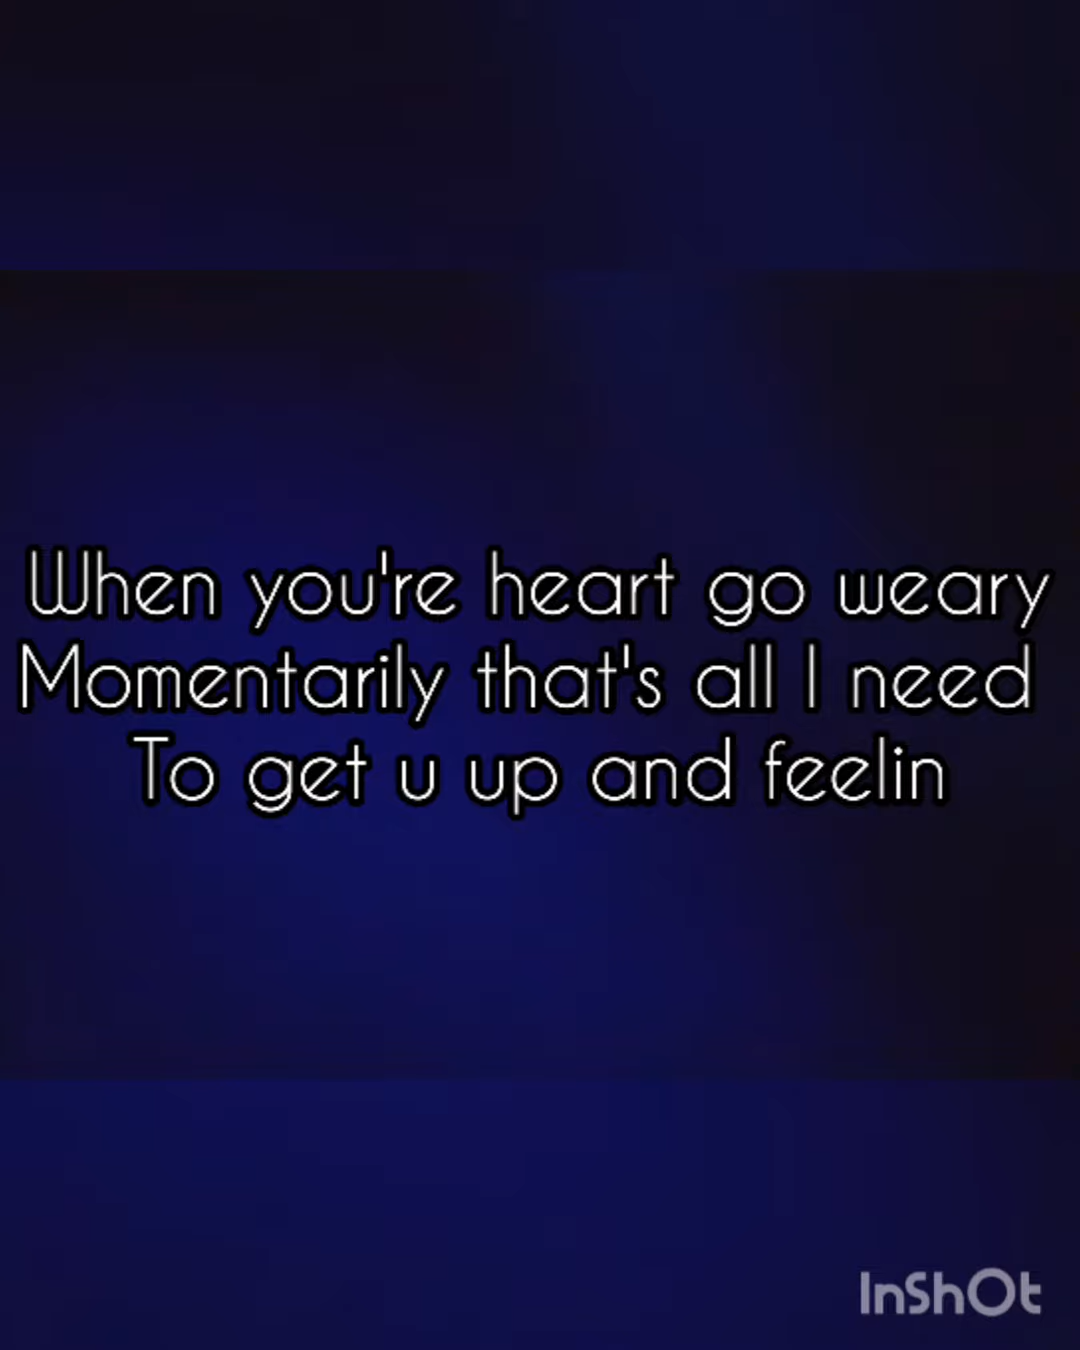 When you're heart go weary
Momentarily that's all I need
To get u up and feelin
InShOt